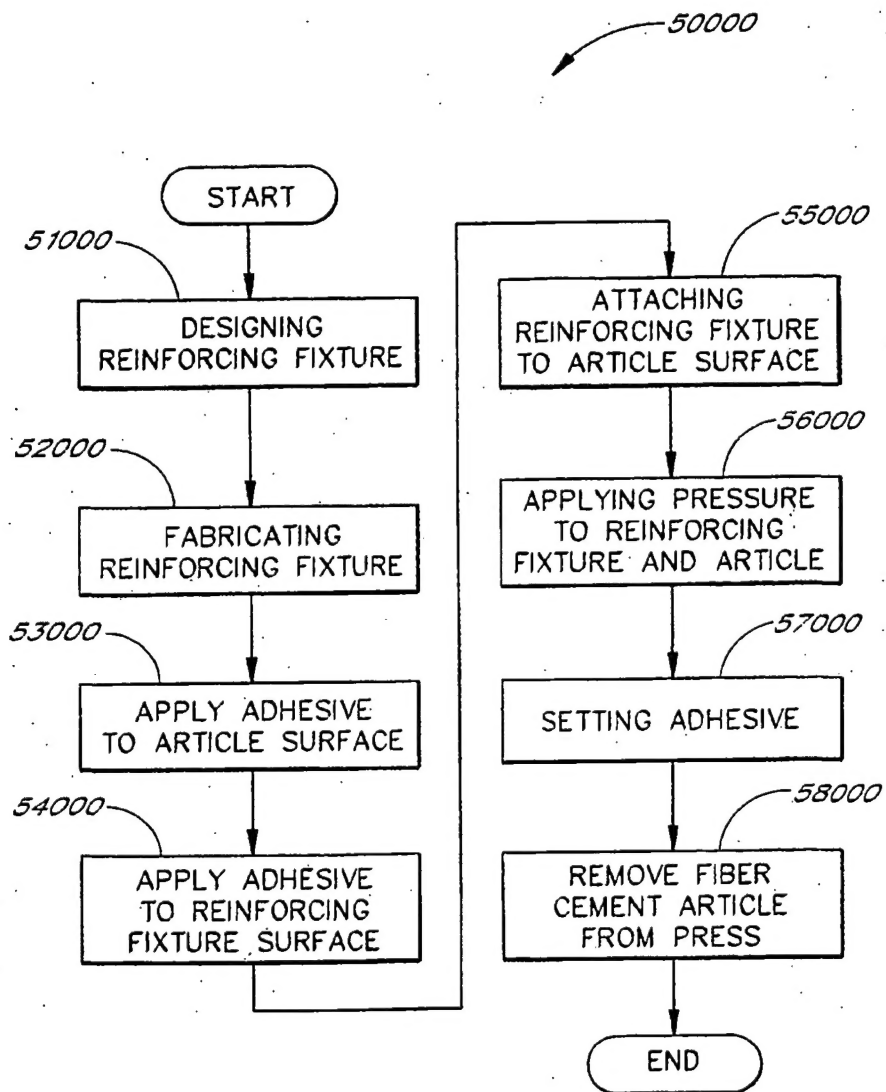 50000
START
51000
DESIGNING
REINFORCING FIXTURE
52000
FABRICATING
REINFORCING FIXTURE
53000
APPLY ADHESIVE
TO ARTICLE SURFACE
54000
APPLY ADHESIVE
TO REINFORCING
FIXTURE SURFACE
55000
ATTACHING
REINFORCING FIXTURE
TO ARTICLE SURFACE
56000
APPLYING PRESSURE
TO REINFORCING
FIXTURE AND ARTICLE
57000
SETTING ADHESIVE
58000
REMOVE FIBER
CEMENT ARTICLE
FROM PRESS
END